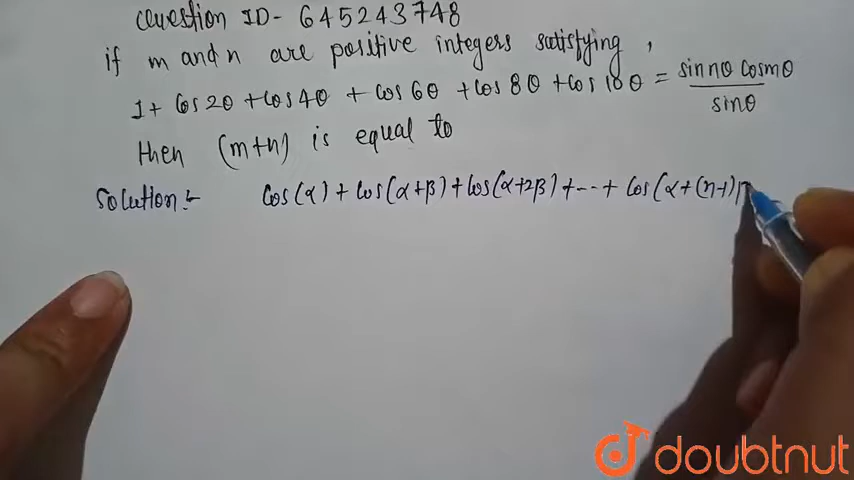 Question ID- 645243748
if m and n are positive integers satisfying,
1 + cos 2θ + cos 4θ + cos 6θ + cos 8θ + cos 10θ = sin nθ cos mθ / sin θ
then (m+n) is equal to
Solution:- cos(α) + cos(α+β) + cos(α+2β) + --- + cos(α+(n-1)
doubtnut